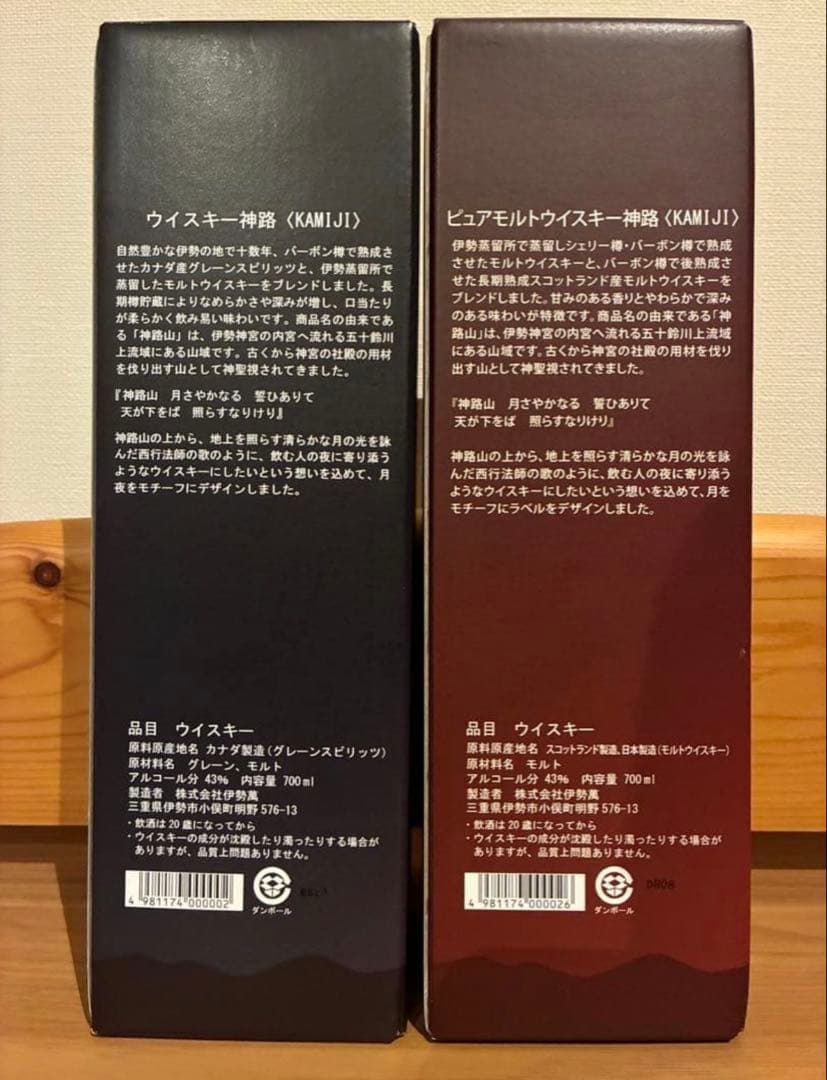 ウイスキー神路〈KAMIJI〉
自然豊かな伊勢の地で十数年、バーボン樽で熟成
させたカナダ産グレーンスピリッツと、伊勢蒸留所で
蒸留したモルトウイスキーをブレンドしました。長
期樽貯蔵によりなめらかさや深みが増し、口当たり
が柔らかく飲み易い味わいです。商品名の由来であ
る「神路山」は、伊勢神宮の内宮へ流れる五十鈴川
上流域にある山域です。古くから神宮の社殿の用材
を伐り出す山として神聖視されてきました。
『神路山　月さやかなる　誓ひありて
天が下をば　照らすなりけり』
神路山の上から、地上を照らす清らかな月の光を詠
んだ西行法師の歌のように、飲む人の夜に寄り添う
ようなウイスキーにしたいという想いを込めて、月
夜をモチーフにデザインしました。
品目　ウイスキー
原料原産地名　カナダ製造（グレーンスピリッツ）
原材料名　グレーン、モルト
アルコール分 43%　内容量 700ml
製造者　株式会社伊勢萬
三重県伊勢市小俣町明野 576-13
・飲酒は20歳になってから
・ウイスキーの成分が沈殿したり濁ったりする場合が
ありますが、品質上問題ありません。
4 981174 000002
ダンボール
ピュアモルトウイスキー神路〈KAMIJI〉
伊勢蒸留所で蒸留しシェリー樽・バーボン樽で熟成
させたモルトウイスキーと、バーボン樽で後熟成させ
た長期熟成スコットランド産モルトウイスキーを
ブレンドしました。甘みのある香りとやわらかで深み
のある味わいが特徴です。商品名の由来である「神
路山」は、伊勢神宮の内宮へ流れる五十鈴川上流域
にある山域です。古くから神宮の社殿の用材を伐り
出す山として神聖視されてきました。
『神路山　月さやかなる　誓ひありて
天が下をば　照らすなりけり』
神路山の上から、地上を照らす清らかな月の光を詠
んだ西行法師の歌のように、飲む人の夜に寄り添う
ようなウイスキーにしたいという想いを込めて、月を
モチーフにラベルをデザインしました。
品目　ウイスキー
原料原産地名　スコットランド製造、日本製造（モルトウイスキー）
原材料名　モルト
アルコール分 43%　内容量 700ml
製造者　株式会社伊勢萬
三重県伊勢市小俣町明野 576-13
・飲酒は20歳になってから
・ウイスキーの成分が沈殿したり濁ったりする場合が
ありますが、品質上問題ありません。
4 981174 000026
ダンボール